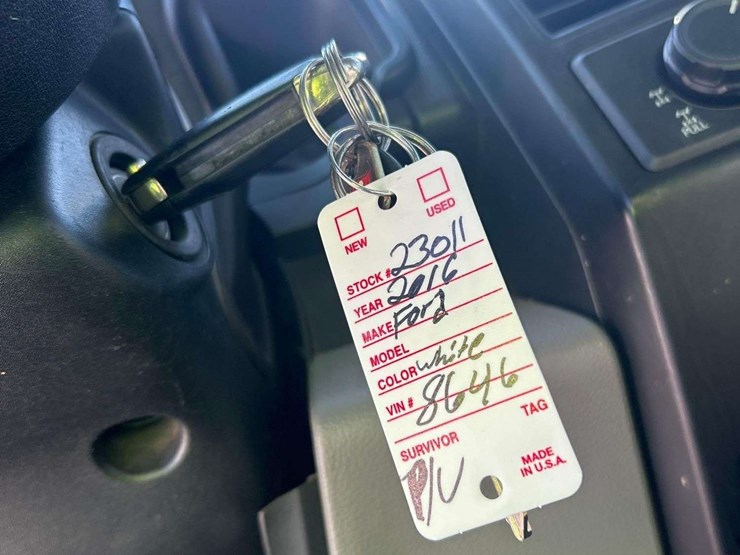 NEW USED
STOCK # 23011
YEAR 2016
MAKE Ford
MODEL
COLOR white
VIN # 8646
SURVIVOR TAG
P/U
MADE
IN U.S.A.